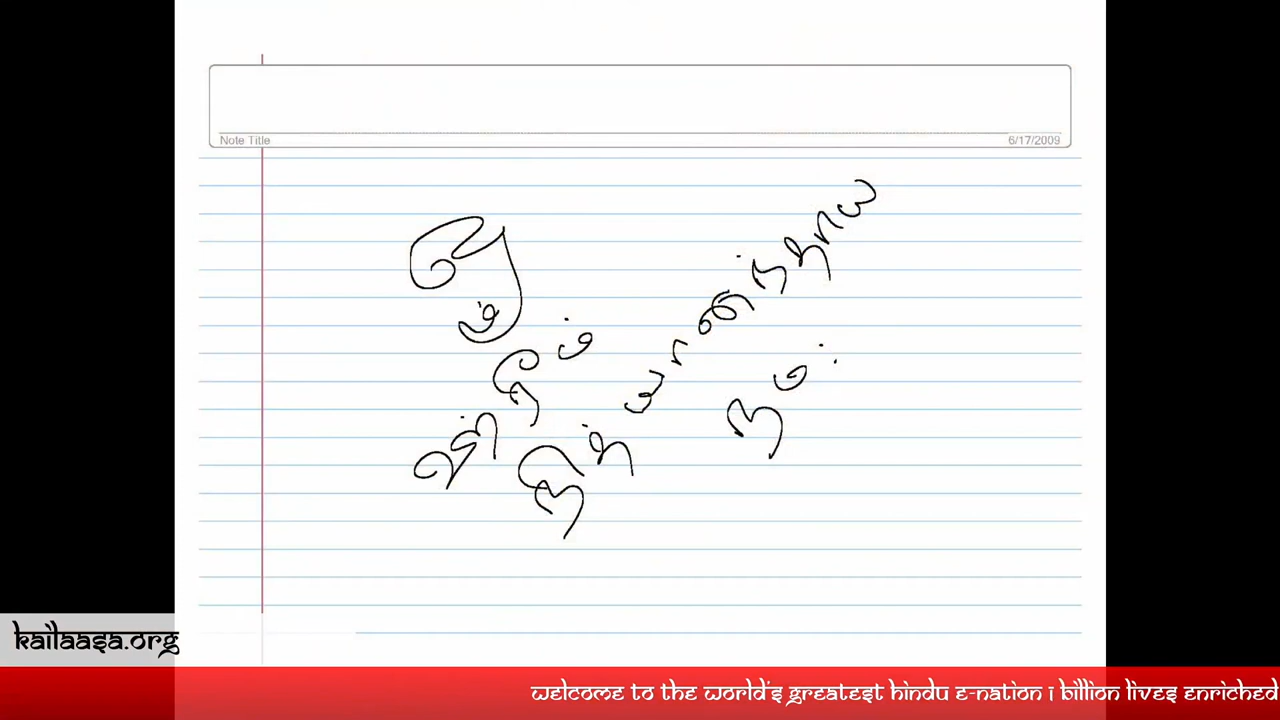 Note Title
6/17/2009
ஓம்
ஹ்ரீம்
நித்யானந்தாய
நம:
kailaasa.org
welcome to the world's greatest hindu e-nation 1 billion lives enriched